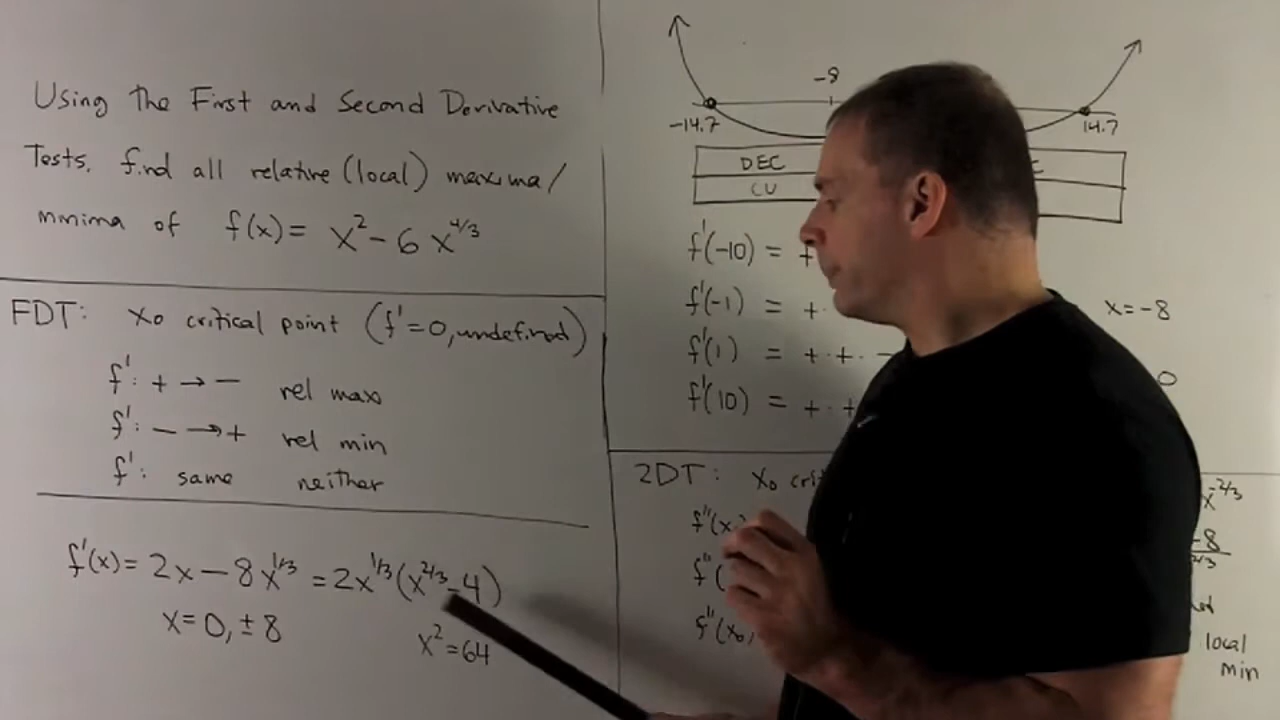 Using the First and Second Derivative
Tests, find all relative (local) maxima/
minima of f(x) = x² - 6x^4/3
FDT: x₀ critical point (f'=0, undefined)
f': + → - rel max
f': - → + rel min
f': same neither
f'(x) = 2x - 8x^1/3 = 2x^1/3 (x^2/3 - 4)
x = 0, ± 8
x² = 64
-8
-14.7
14.7
DEC
CU
f'(-10) = +
f'(-1) = + ·
f'(1) = + · + · -
f'(10) = + · +
x = -8
0
2DT: x₀
f''(x₀
f''(
f''(x₀,
x^-2/3
-8
local
min